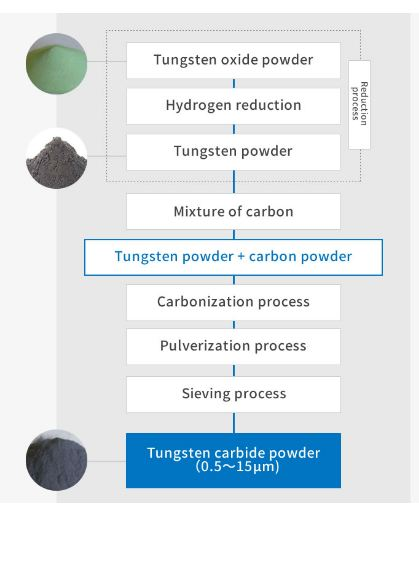 Tungsten oxide powder
Hydrogen reduction
Reduction
process
Tungsten powder
Mixture of carbon
Tungsten powder + carbon powder
Carbonization process
Pulverization process
Sieving process
Tungsten carbide powder
(0.5～15μm)